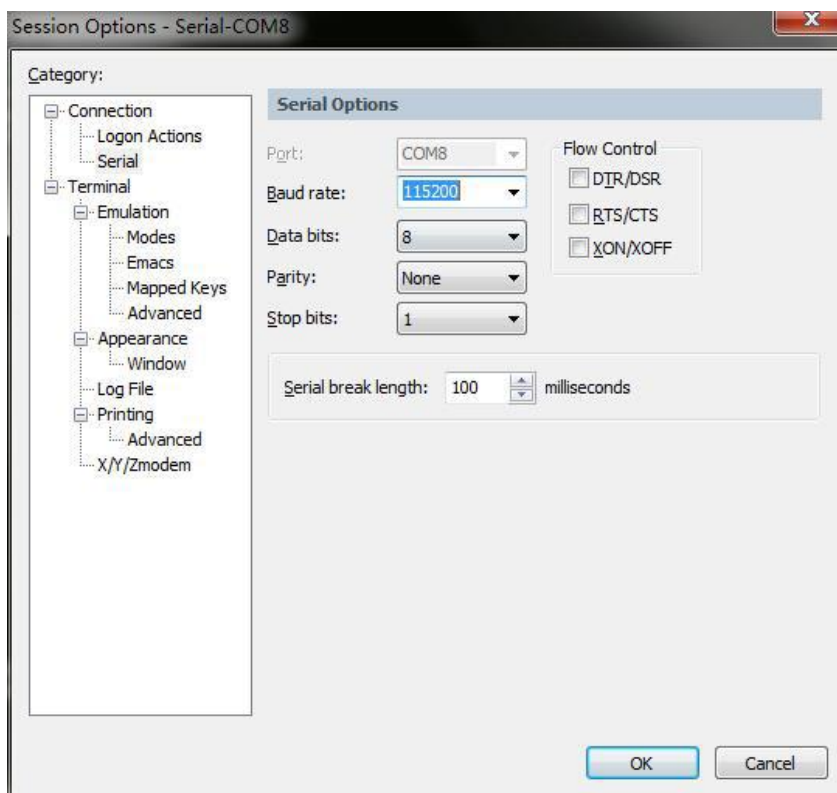 Session Options - Serial-COM8
x
Category:
Connection
Logon Actions
Serial
Terminal
Emulation
Modes
Emacs
Mapped Keys
Advanced
Appearance
Window
Log File
Printing
Advanced
X/Y/Zmodem
Serial Options
Port: COM8
Baud rate: 115200
Data bits: 8
Parity: None
Stop bits: 1
Flow Control
DTR/DSR
RTS/CTS
XON/XOFF
Serial break length: 100 milliseconds
OK Cancel